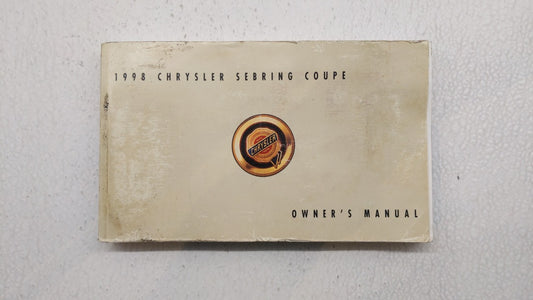 1998 CHRYSLER SEBRING COUPE
CHRYSLER
OWNER'S MANUAL